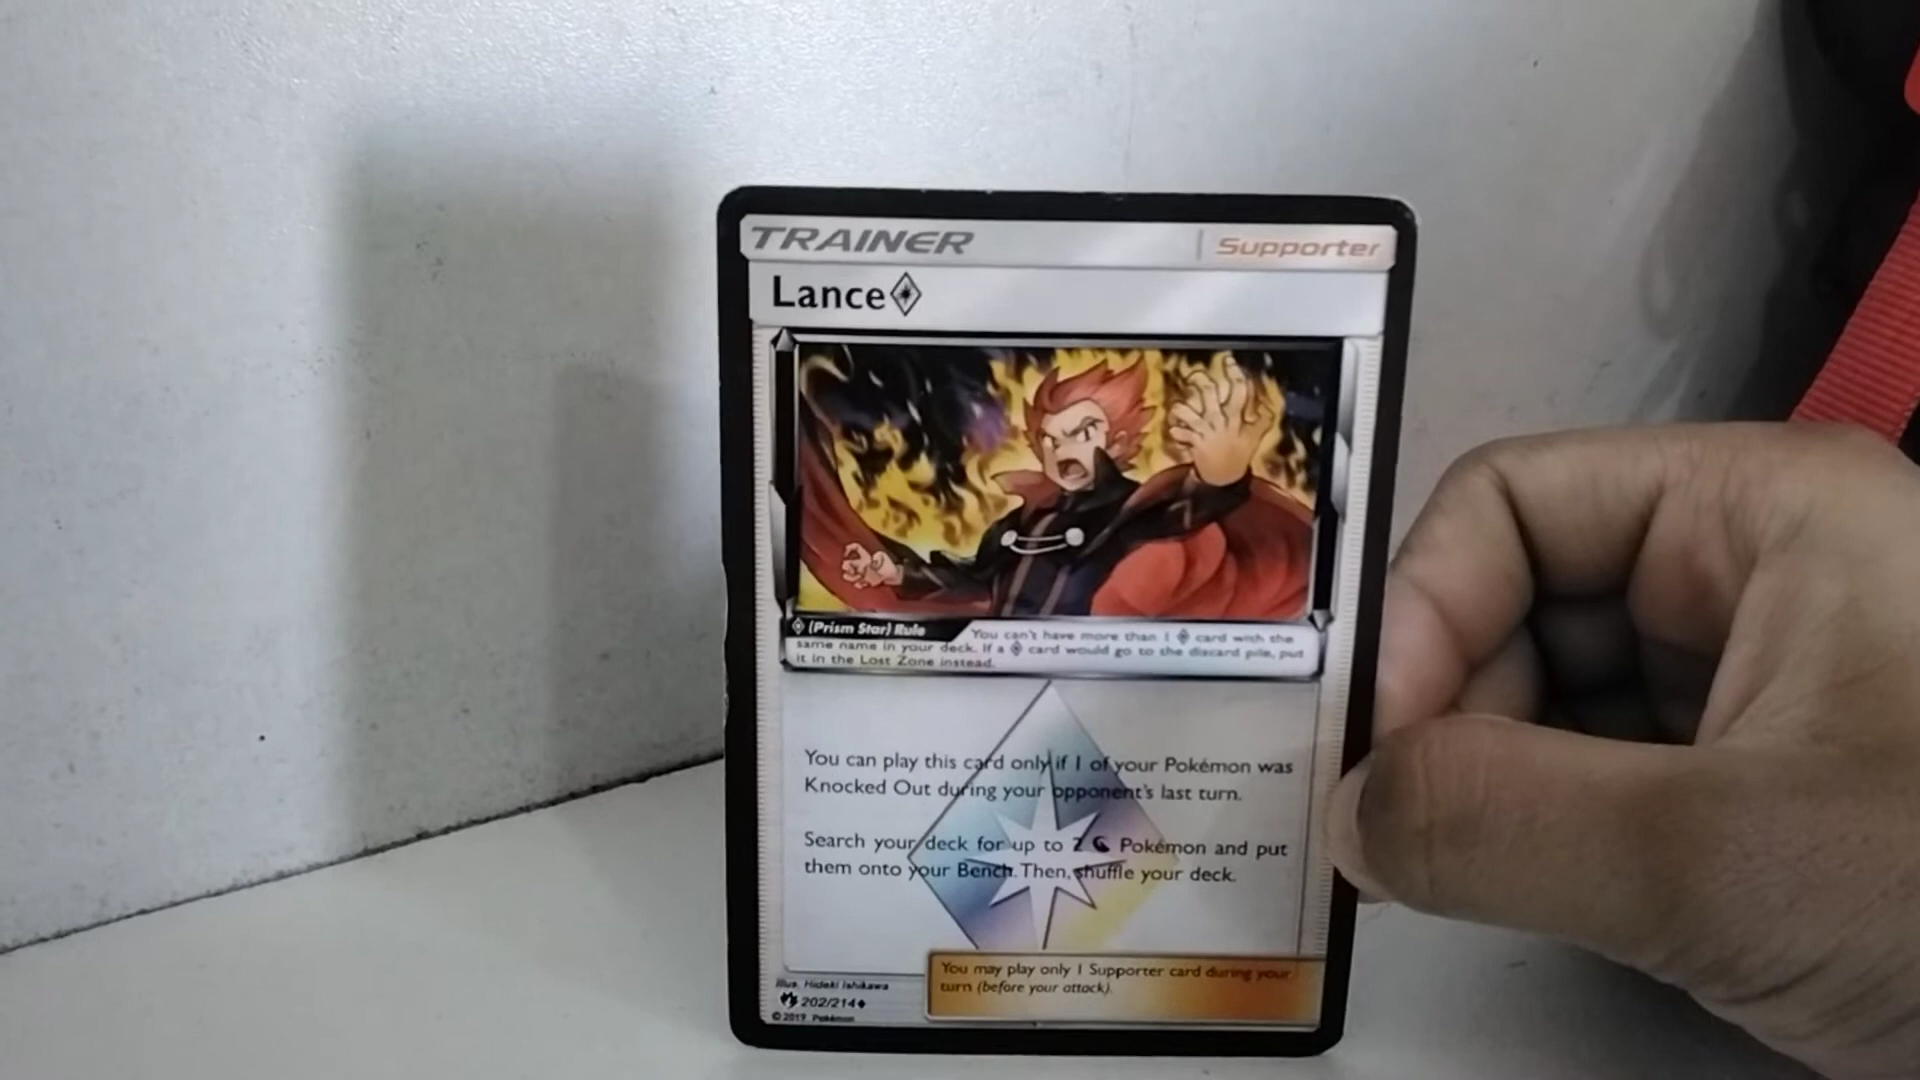 TRAINER
Supporter
Lance
(Prism Star) Rule You can't have more than 1 card with the
same name in your deck. If a card would go to the discard pile, put
it in the Lost Zone instead.
You can play this card only if 1 of your Pokémon was
Knocked Out during your opponent's last turn.
Search your deck for up to 2 Pokémon and put
them onto your Bench. Then, shuffle your deck.
You may play only 1 Supporter card during your
turn (before your attack).
Illus. Hideki Ishikawa
202/214
© 2019 Pokémon